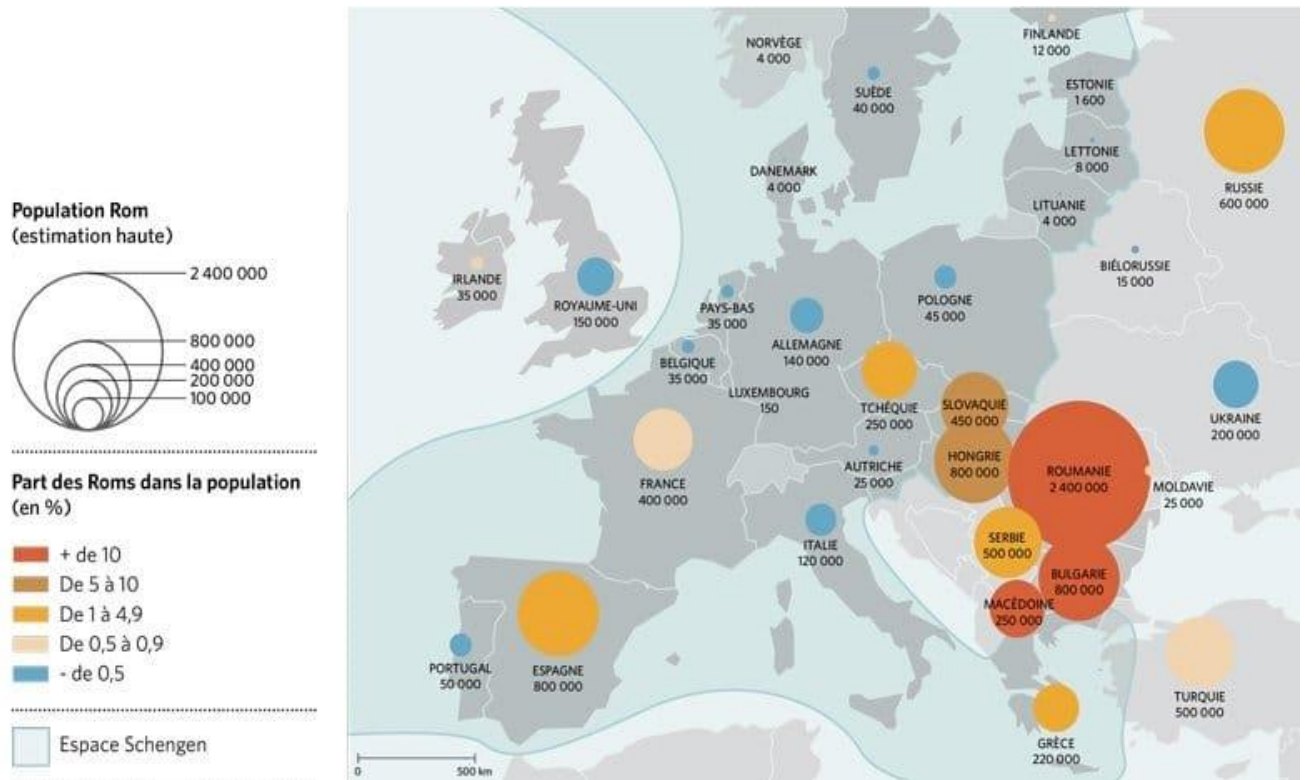 Population Rom
(estimation haute)
2 400 000
800 000
400 000
200 000
100 000
Part des Roms dans la population
(en %)
+ de 10
De 5 à 10
De 1 à 4,9
De 0,5 à 0,9
- de 0,5
Espace Schengen
NORVÈGE
4 000
SUÈDE
40 000
FINLANDE
12 000
ESTONIE
1 600
LETTONIE
8 000
LITUANIE
4 000
DANEMARK
4 000
RUSSIE
600 000
BIÉLORUSSIE
15 000
IRLANDE
35 000
ROYAUME-UNI
150 000
PAYS-BAS
35 000
BELGIQUE
35 000
ALLEMAGNE
140 000
POLOGNE
45 000
LUXEMBOURG
150
TCHÉQUIE
250 000
SLOVAQUIE
450 000
UKRAINE
200 000
FRANCE
400 000
AUTRICHE
25 000
HONGRIE
800 000
ROUMANIE
2 400 000
MOLDAVIE
25 000
ITALIE
120 000
SERBIE
500 000
BULGARIE
800 000
MACÉDOINE
250 000
PORTUGAL
50 000
ESPAGNE
800 000
TURQUIE
500 000
GRÈCE
220 000
0 500 km